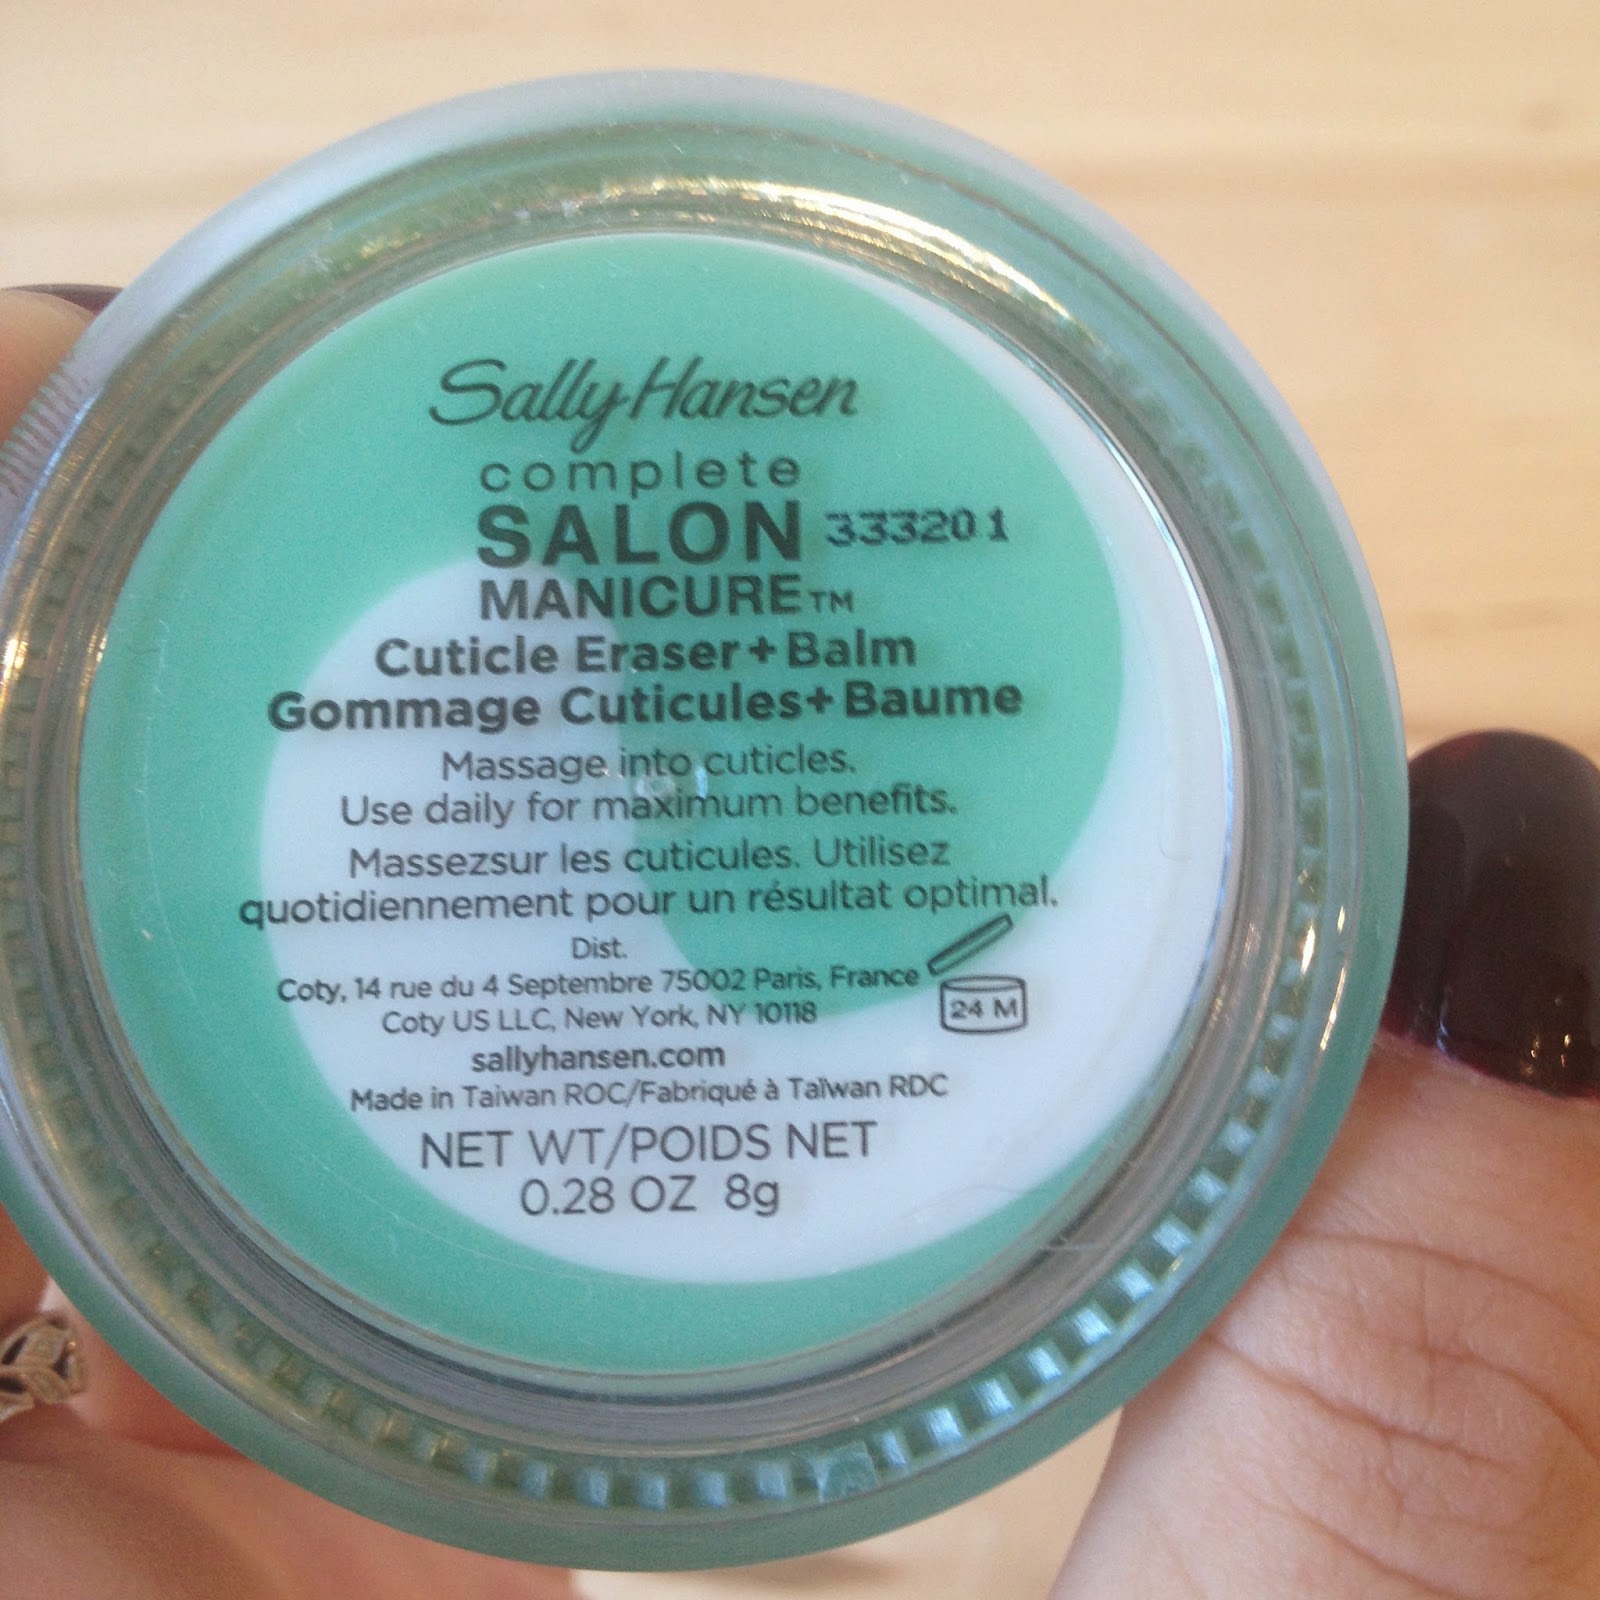 Sally Hansen
complete
SALON 333201
MANICURE™
Cuticle Eraser+Balm
Gommage Cuticules+Baume
Massage into cuticles.
Use daily for maximum benefits.
Massezsur les cuticules. Utilisez
quotidiennement pour un résultat optimal.
Dist.
Coty, 14 rue du 4 Septembre 75002 Paris, France
Coty US LLC, New York, NY 10118
24 M
sallyhansen.com
Made in Taiwan ROC/Fabriqué à Taïwan RDC
NET WT/POIDS NET
0.28 OZ 8g